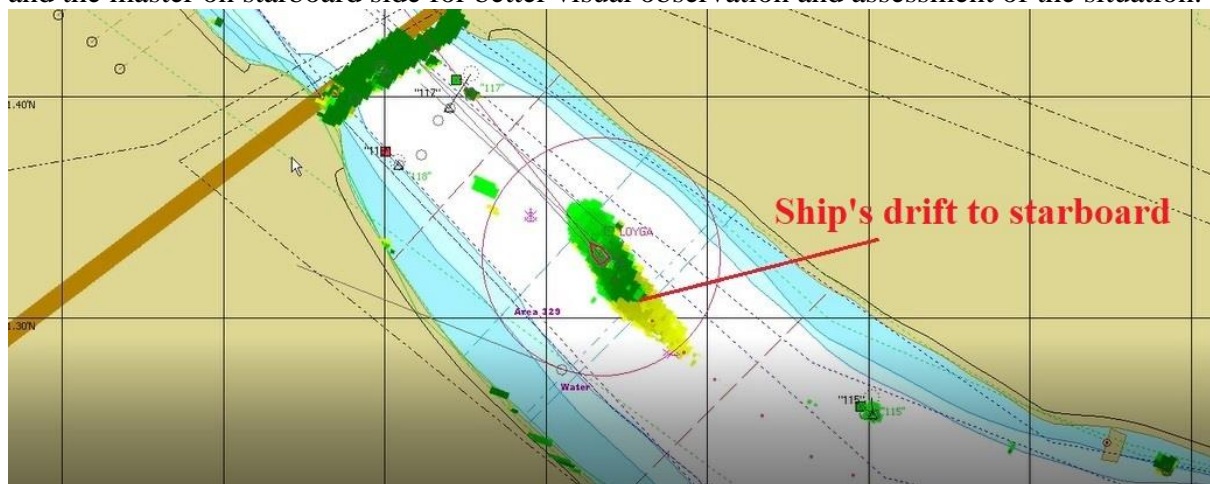 and the master on starboard side for better visual observation and assessment of the situation.
1.40'N
"117"
"117"
"118"
Ship's drift to starboard
LOYGA
Area 329
1.30'N
Water
"115"
"115"